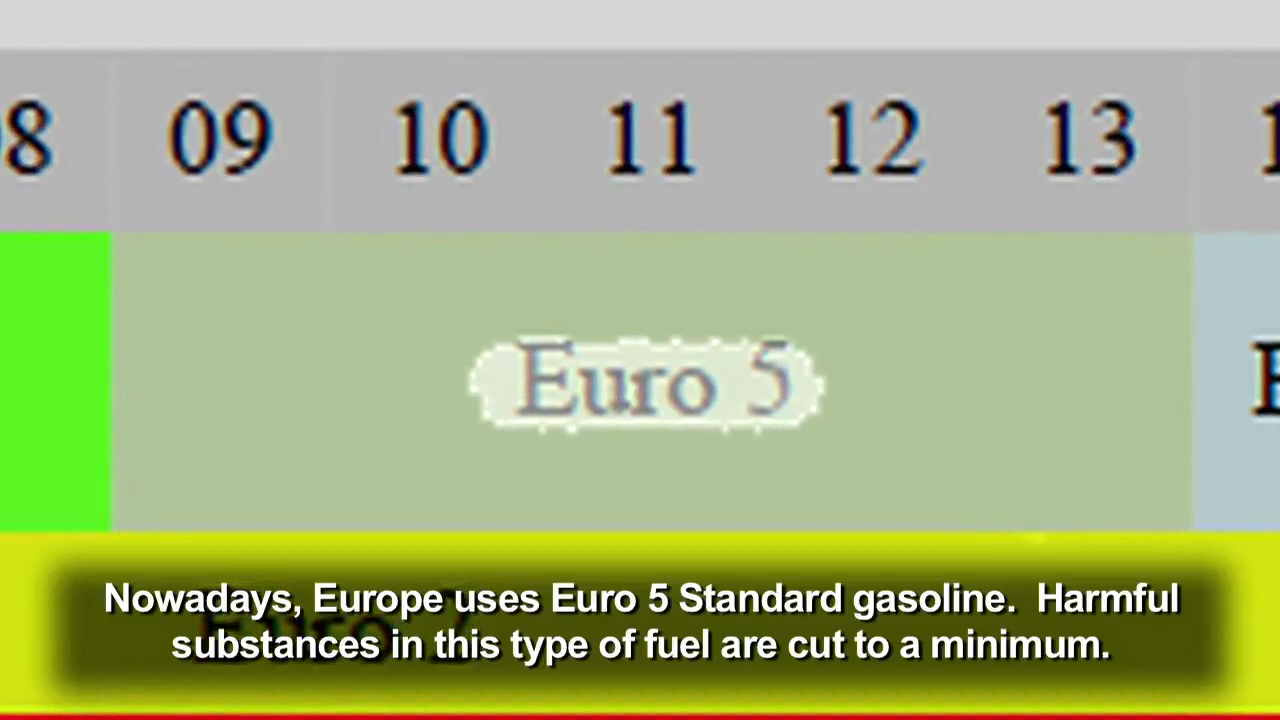 09 10 11 12 13
Euro 5
Nowadays, Europe uses Euro 5 Standard gasoline. Harmful
substances in this type of fuel are cut to a minimum.